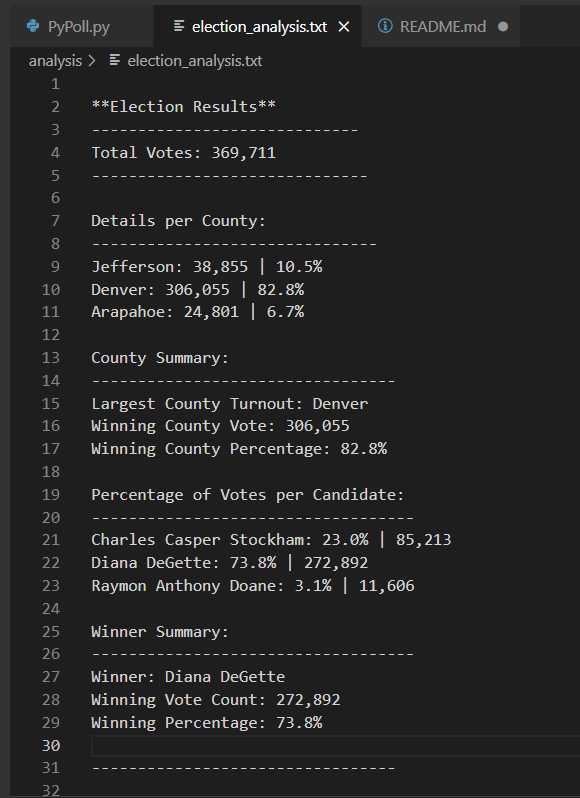 PyPoll.py election_analysis.txt README.md
analysis > election_analysis.txt
1
2 **Election Results**
3 -----------------------------
4 Total Votes: 369,711
5 ------------------------------
6
7 Details per County:
8 -------------------------------
9 Jefferson: 38,855 | 10.5%
10 Denver: 306,055 | 82.8%
11 Arapahoe: 24,801 | 6.7%
12
13 County Summary:
14 ---------------------------------
15 Largest County Turnout: Denver
16 Winning County Vote: 306,055
17 Winning County Percentage: 82.8%
18
19 Percentage of Votes per Candidate:
20 -----------------------------------
21 Charles Casper Stockham: 23.0% | 85,213
22 Diana DeGette: 73.8% | 272,892
23 Raymon Anthony Doane: 3.1% | 11,606
24
25 Winner Summary:
26 -----------------------------------
27 Winner: Diana DeGette
28 Winning Vote Count: 272,892
29 Winning Percentage: 73.8%
30
31 ---------------------------------
32